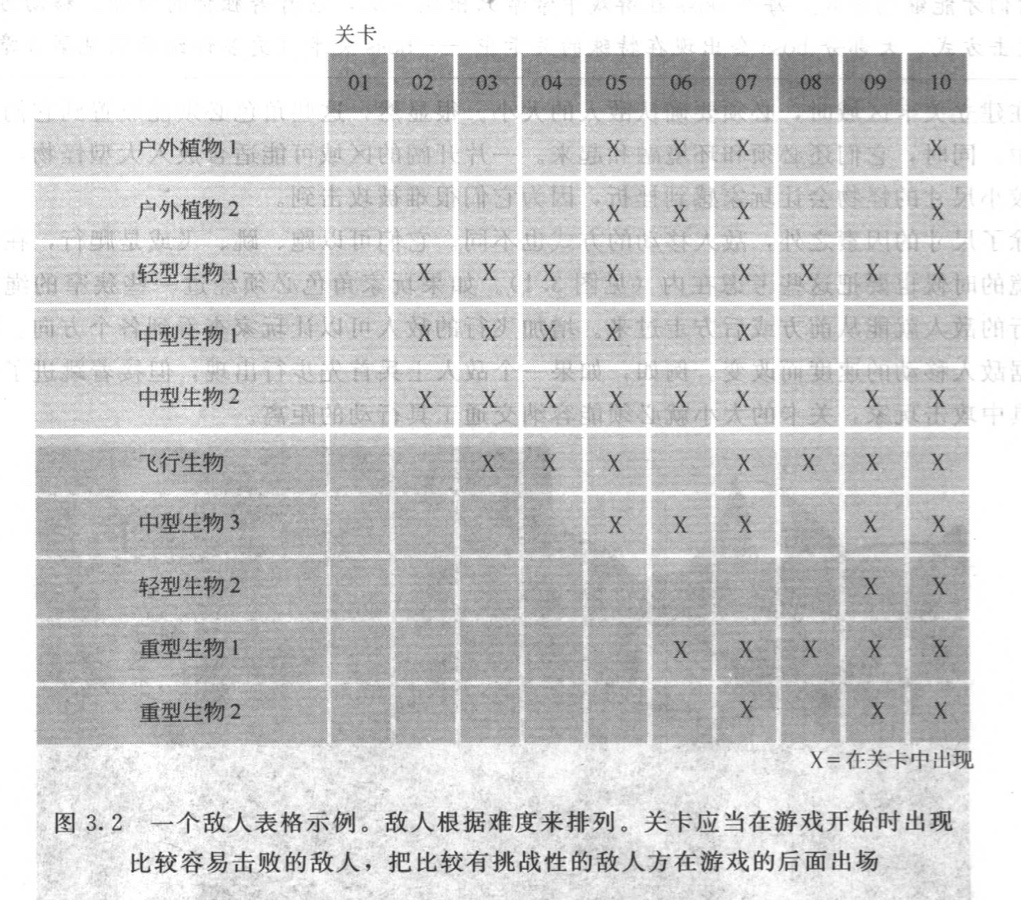 关卡
01 02 03 04 05 06 07 08 09 10
户外植物 1 X X X X
户外植物 2 X X X X
轻型生物 1 X X X X X X X X
中型生物 1 X X X X X
中型生物 2 X X X X X X X X
飞行生物 X X X X X X X
中型生物 3 X X X X X
轻型生物 2 X X
重型生物 1 X X X X X
重型生物 2 X X X
X = 在关卡中出现
图 3.2 一个敌人表格示例。敌人根据难度来排列。关卡应当在游戏开始时出现
比较容易击败的敌人，把比较有挑战性的敌人方在游戏的后面出场